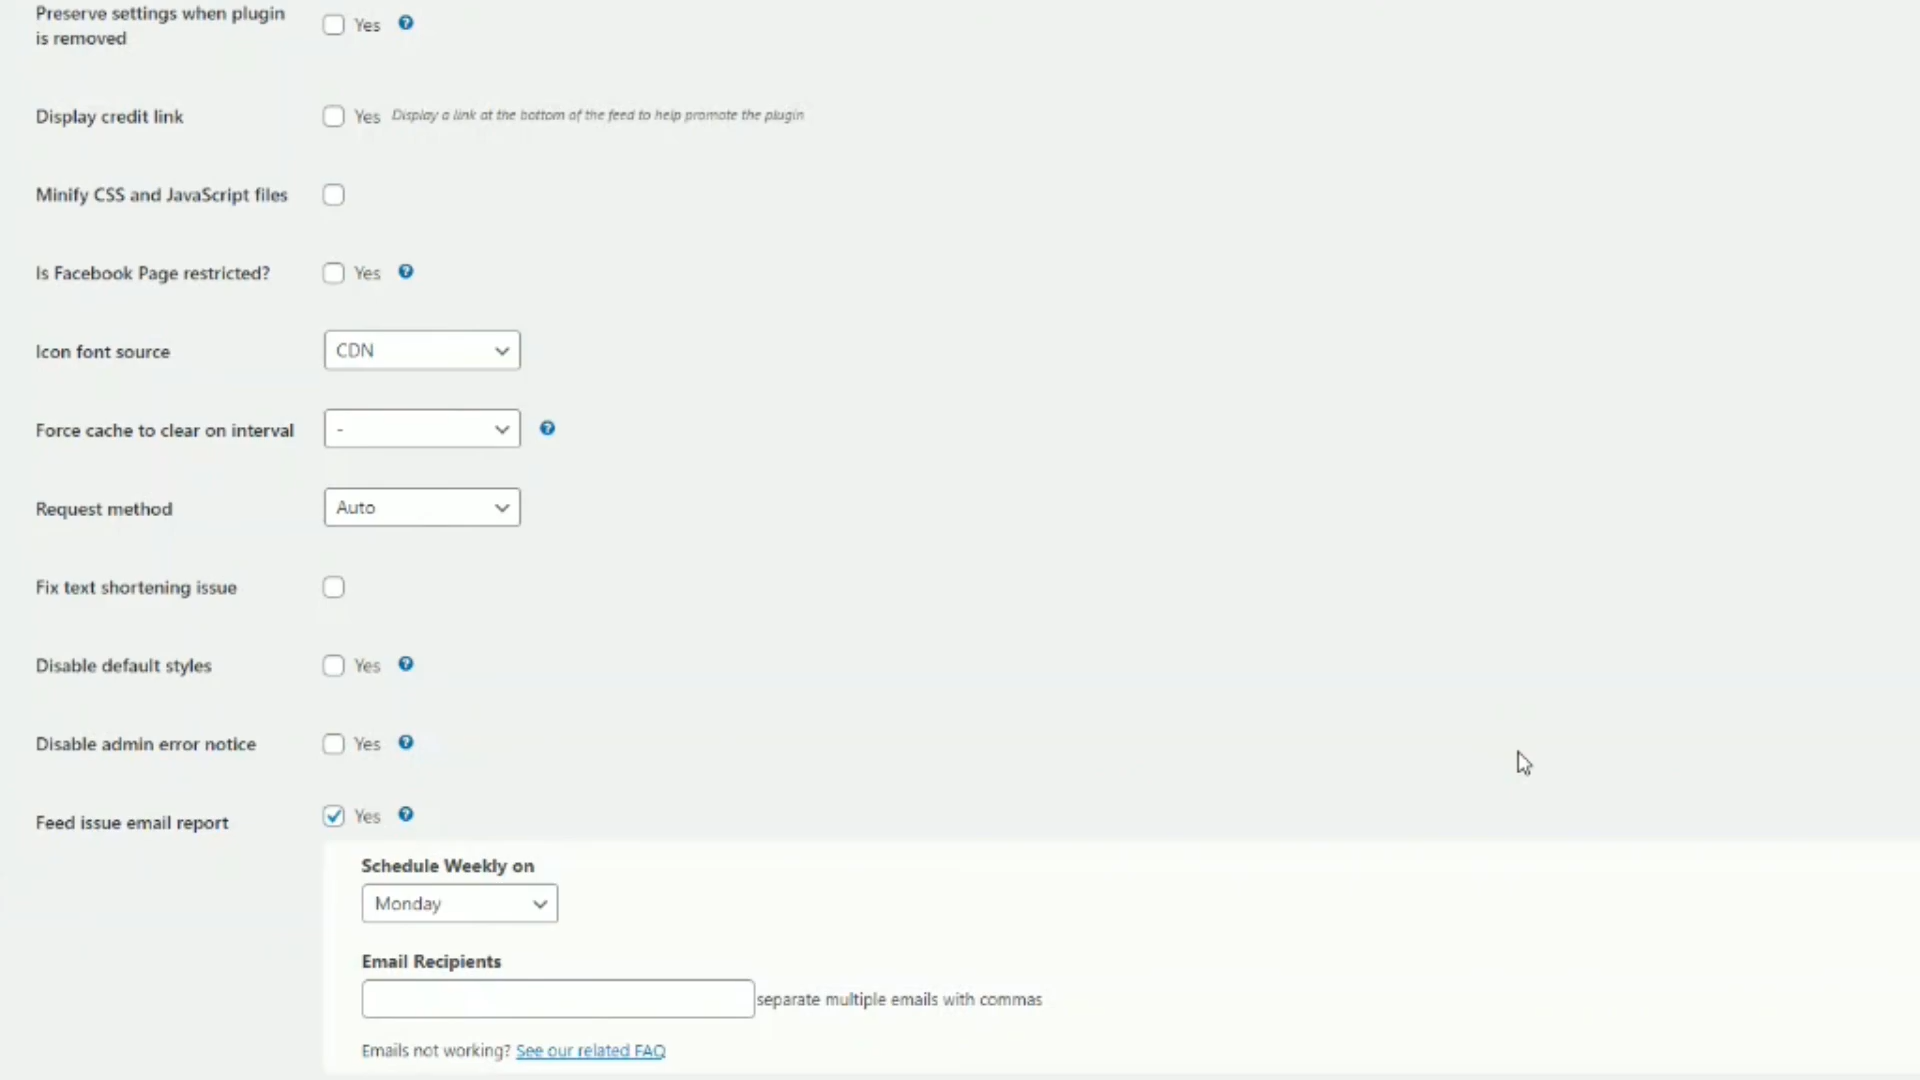 Preserve settings when plugin
is removed
Yes
Display credit link
Yes Display a link at the bottom of the feed to help promote the plugin
Minify CSS and JavaScript files
Is Facebook Page restricted?
Yes
Icon font source
CDN
Force cache to clear on interval
-
Request method
Auto
Fix text shortening issue
Disable default styles
Yes
Disable admin error notice
Yes
Feed issue email report
Yes
Schedule Weekly on
Monday
Email Recipients
separate multiple emails with commas
Emails not working? See our related FAQ